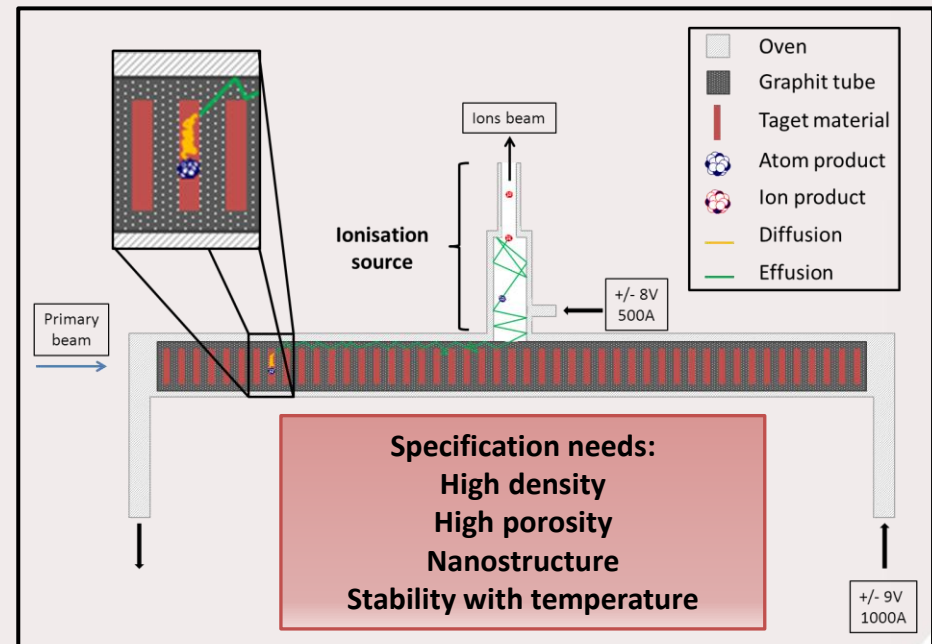 Oven
Graphit tube
Taget material
Atom product
Ion product
Diffusion
Effusion
Ions beam
Ionisation
source
+/- 8V
500A
Primary
beam
Specification needs:
High density
High porosity
Nanostructure
Stability with temperature
+/- 9V
1000A